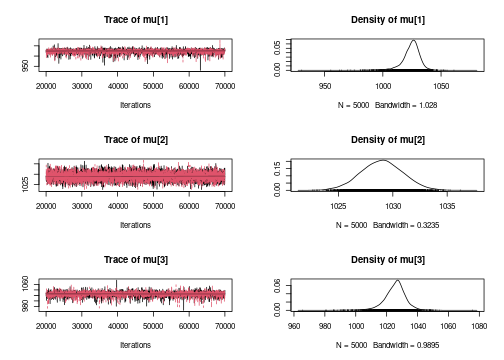 Trace of mu[1]
950
20000 30000 40000 50000 60000 70000
Iterations
Density of mu[1]
0.00 0.05
950 1000 1050
N = 5000 Bandwidth = 1.028
Trace of mu[2]
1025
20000 30000 40000 50000 60000 70000
Iterations
Density of mu[2]
0.00 0.15
1025 1030 1035
N = 5000 Bandwidth = 0.3235
Trace of mu[3]
980 1060
20000 30000 40000 50000 60000 70000
Iterations
Density of mu[3]
0.00 0.06
960 980 1000 1020 1040 1060 1080
N = 5000 Bandwidth = 0.9895